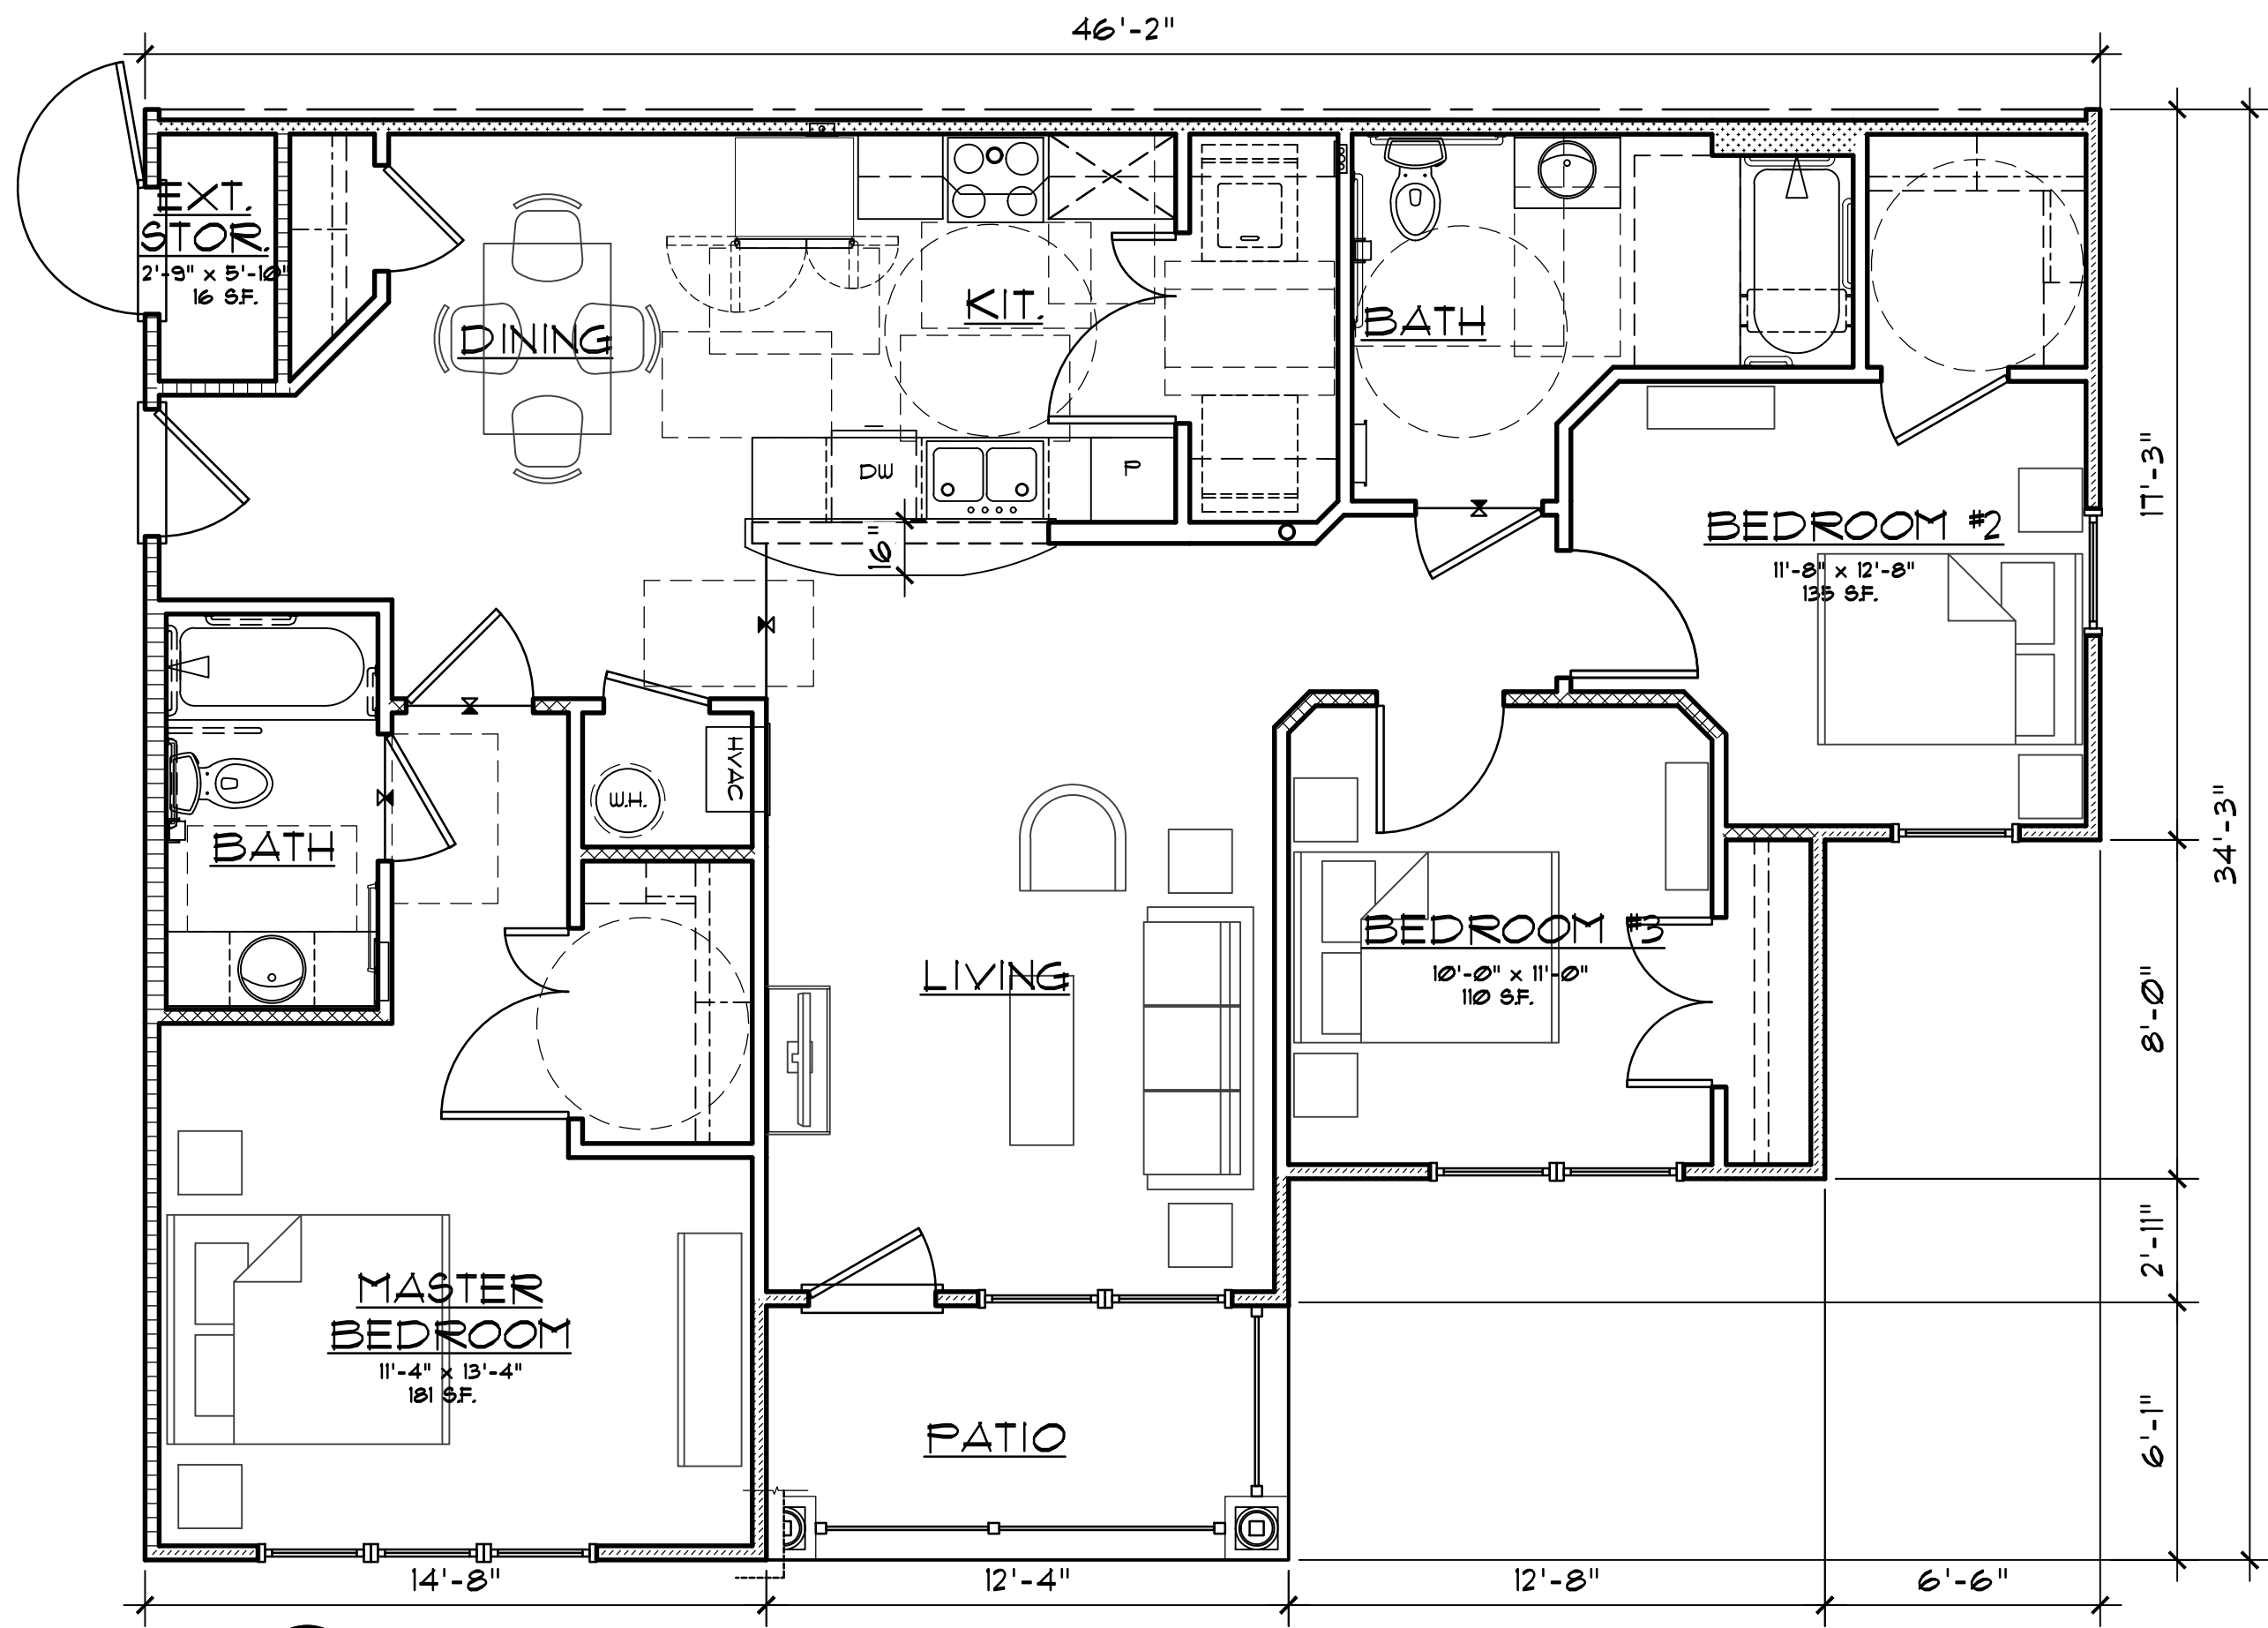 46'-2"
EXT.
STOR.
2'-9" x 5'-10"
16 S.F.
DINING
KIT.
BATH
DW
P
16"
BEDROOM #2
11'-8" x 12'-8"
135 S.F.
17'-3"
34'-3"
HVAC
W.H.
BATH
LIVING
BEDROOM #3
10'-0" x 11'-0"
110 S.F.
8'-0"
2'-11"
MASTER
BEDROOM
11'-4" x 13'-4"
181 S.F.
PATIO
6'-1"
14'-8"
12'-4"
12'-8"
6'-6"